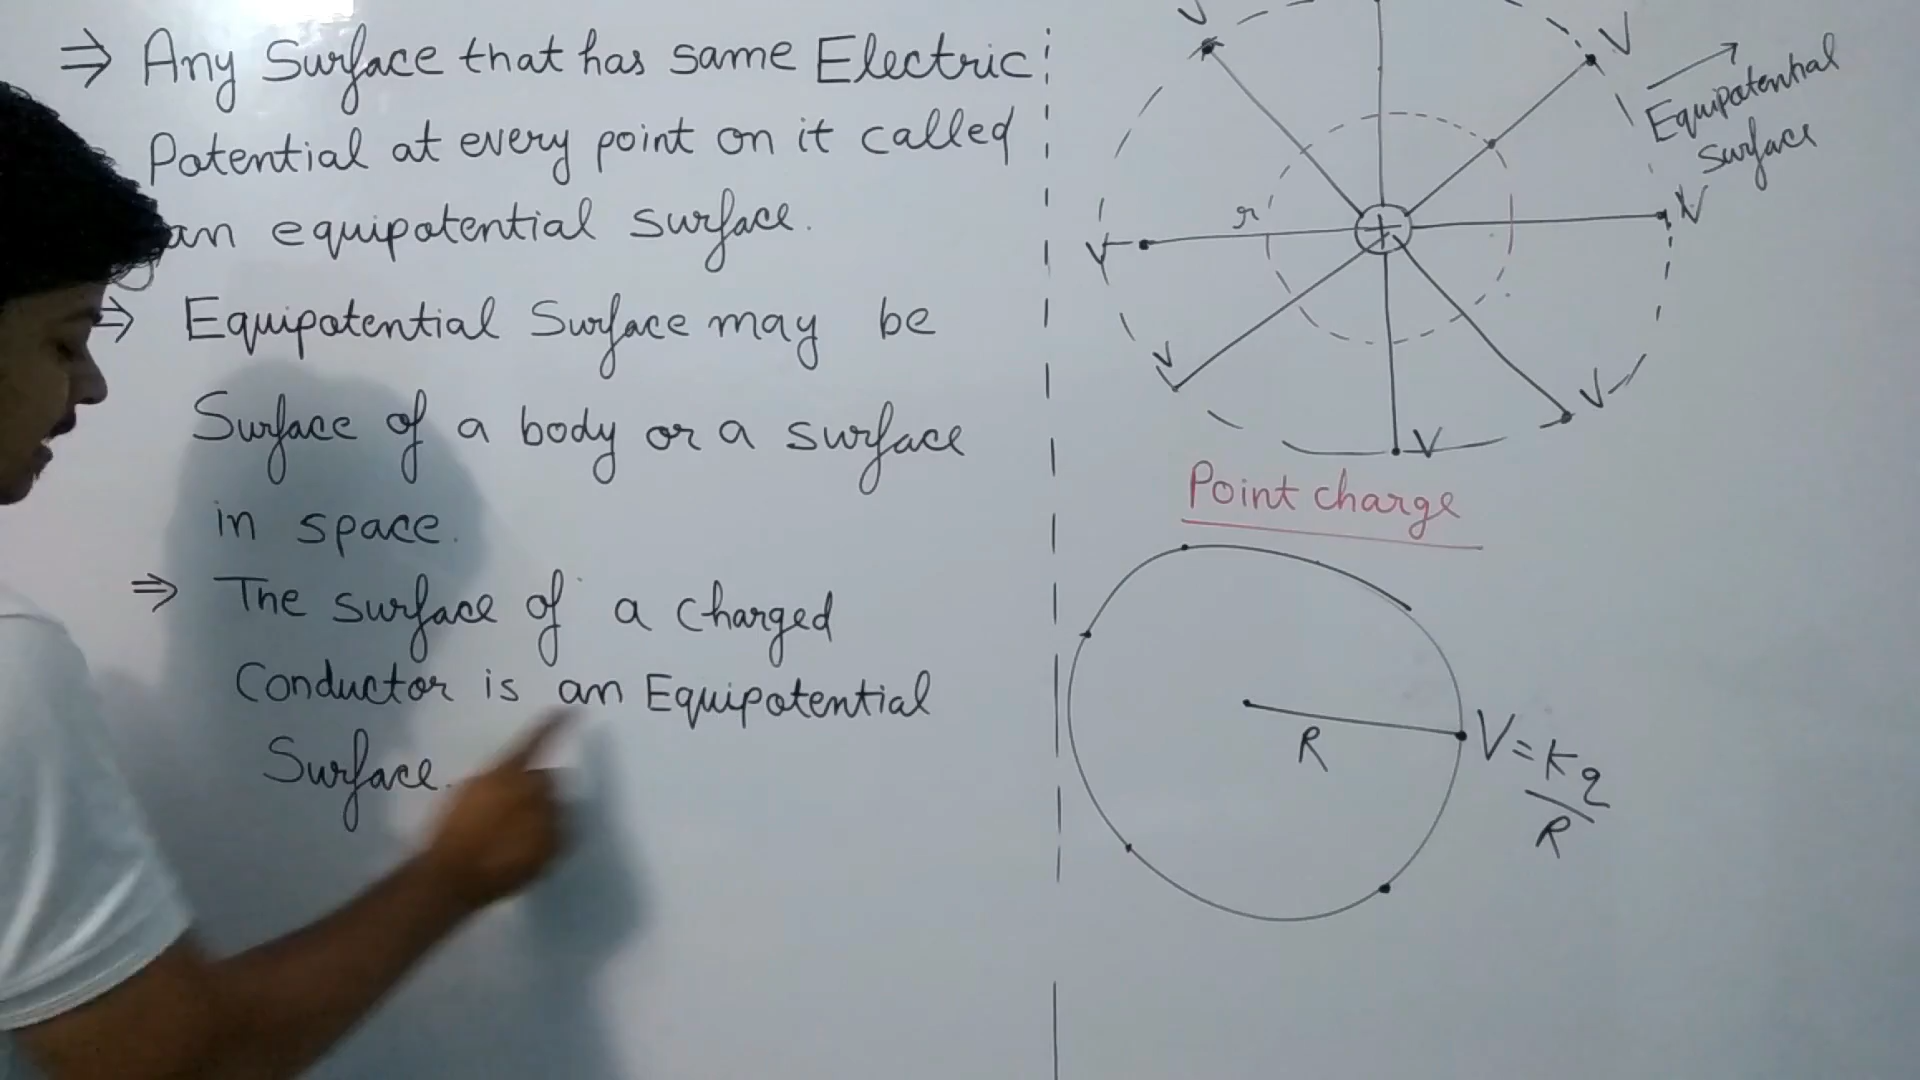 ⇒ Any Surface that has same Electric
Potential at every point on it called
an equipotential surface.
⇒ Equipotential Surface may be
Surface of a body or a surface
in space.
⇒ The surface of a charged
Conductor is an Equipotential
Surface.
V
V
Equipotential
surface
r'
+
V
V
V
V
V
Point charge
R
V = Kq
R